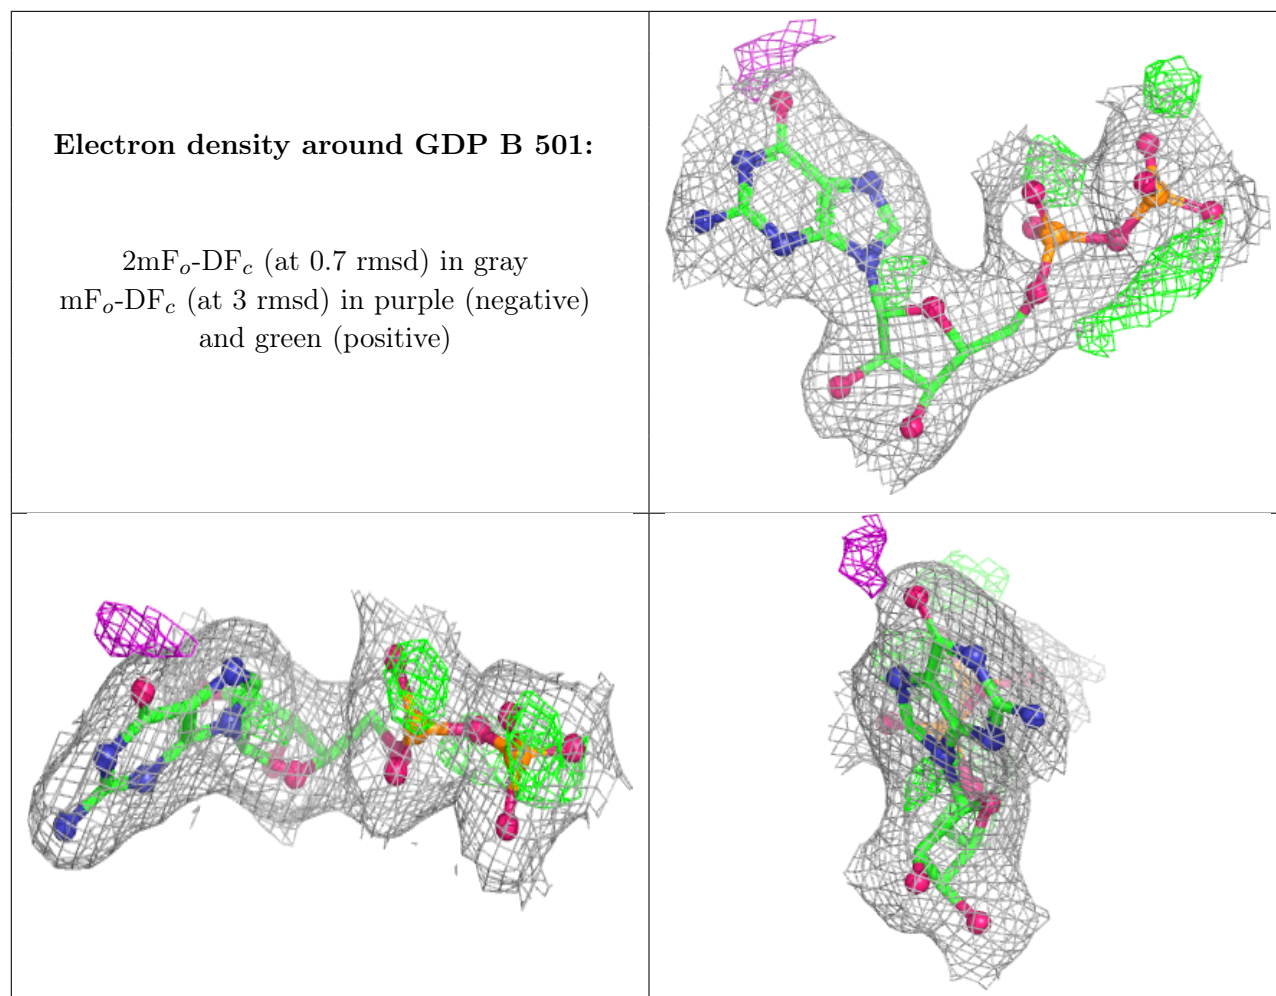 Electron density around GDP B 501:
2mFo-DFc (at 0.7 rmsd) in gray
mFo-DFc (at 3 rmsd) in purple (negative)
and green (positive)